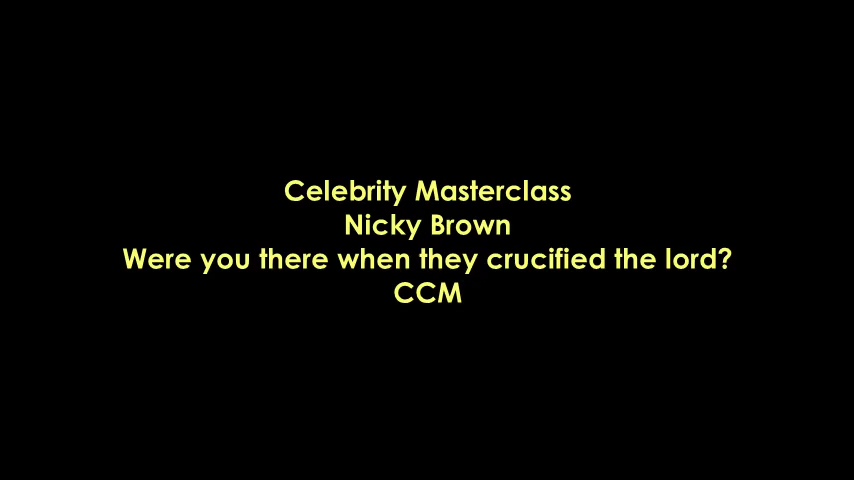 Celebrity Masterclass
Nicky Brown
Were you there when they crucified the lord?
CCM